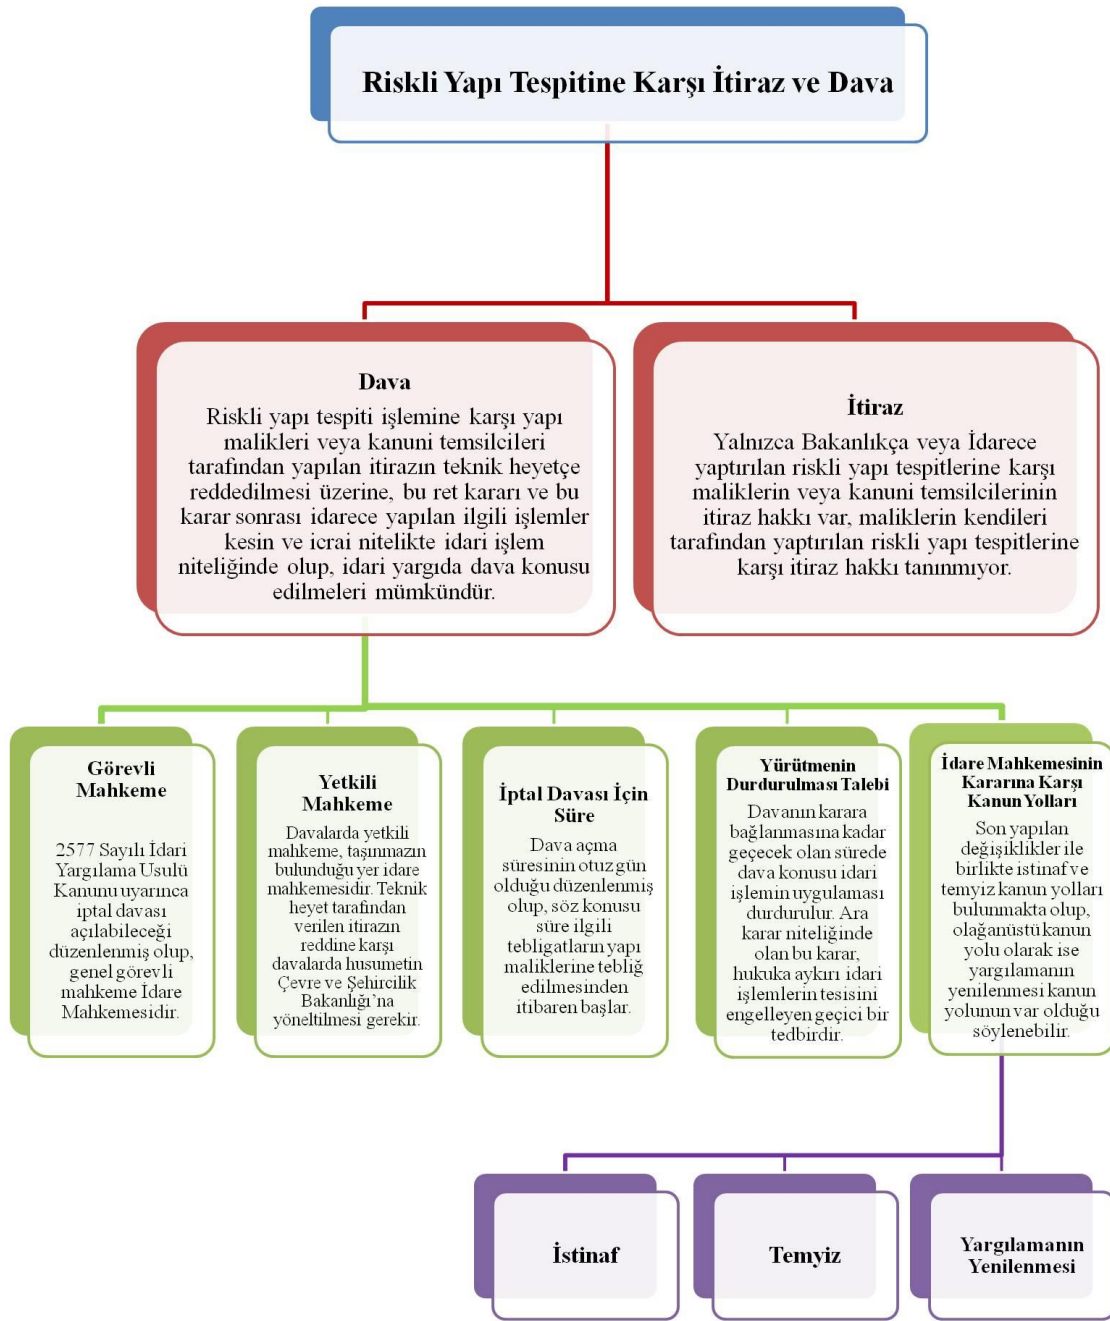 Riskli Yapı Tespitine Karşı İtiraz ve Dava
Dava
Riskli yapı tespiti işlemine karşı yapı
malikleri veya kanuni temsilcileri
tarafından yapılan itirazın teknik heyetçe
reddedilmesi üzerine, bu ret kararı ve bu
karar sonrası idarece yapılan ilgili işlemler
kesin ve icrai nitelikte idari işlem
niteliğinde olup, idari yargıda dava konusu
edilmeleri mümkündür.
İtiraz
Yalnızca Bakanlıkça veya İdarece
yaptırılan riskli yapı tespitlerine karşı
maliklerin veya kanuni temsilcilerinin
itiraz hakkı var, maliklerin kendileri
tarafından yaptırılan riskli yapı tespitlerine
karşı itiraz hakkı tanınmıyor.
Görevli
Mahkeme
2577 Sayılı İdari
Yargılama Usulü
Kanunu uyarınca
iptal davası
açılabileceği
düzenlenmiş olup,
genel görevli
mahkeme İdare
Mahkemesidir.
Yetkili
Mahkeme
Davalarda yetkili
mahkeme, taşınmazın
bulunduğu yer idare
mahkemesidir. Teknik
heyet tarafından
verilen itirazın
reddine karşı
davalarda husumetin
Çevre ve Şehircilik
Bakanlığı’na
yöneltilmesi gerekir.
İptal Davası İçin
Süre
Dava açma
süresinin otuz gün
olduğu düzenlenmiş
olup, söz konusu
süre ilgili
tebligatların yapı
maliklerine tebliğ
edilmesinden
itibaren başlar.
Yürütmenin
Durdurulması Talebi
Davanın karara
bağlanmasına kadar
geçecek olan sürede
dava konusu idari
işlemin uygulaması
durdurulur. Ara
karar niteliğinde
olan bu karar,
hukuka aykırı idari
işlemlerin tesisini
engelleyen geçici bir
tedbirdir.
İdare Mahkemesinin
Kararına Karşı
Kanun Yolları
Son yapılan
değişiklikler ile
birlikte istinaf ve
temyiz kanun yolları
bulunmakta olup,
olağanüstü kanun
yolu olarak ise
yargılamanın
yenilenmesi kanun
yolunun var olduğu
söylenebilir.
İstinaf
Temyiz
Yargılamanın
Yenilenmesi